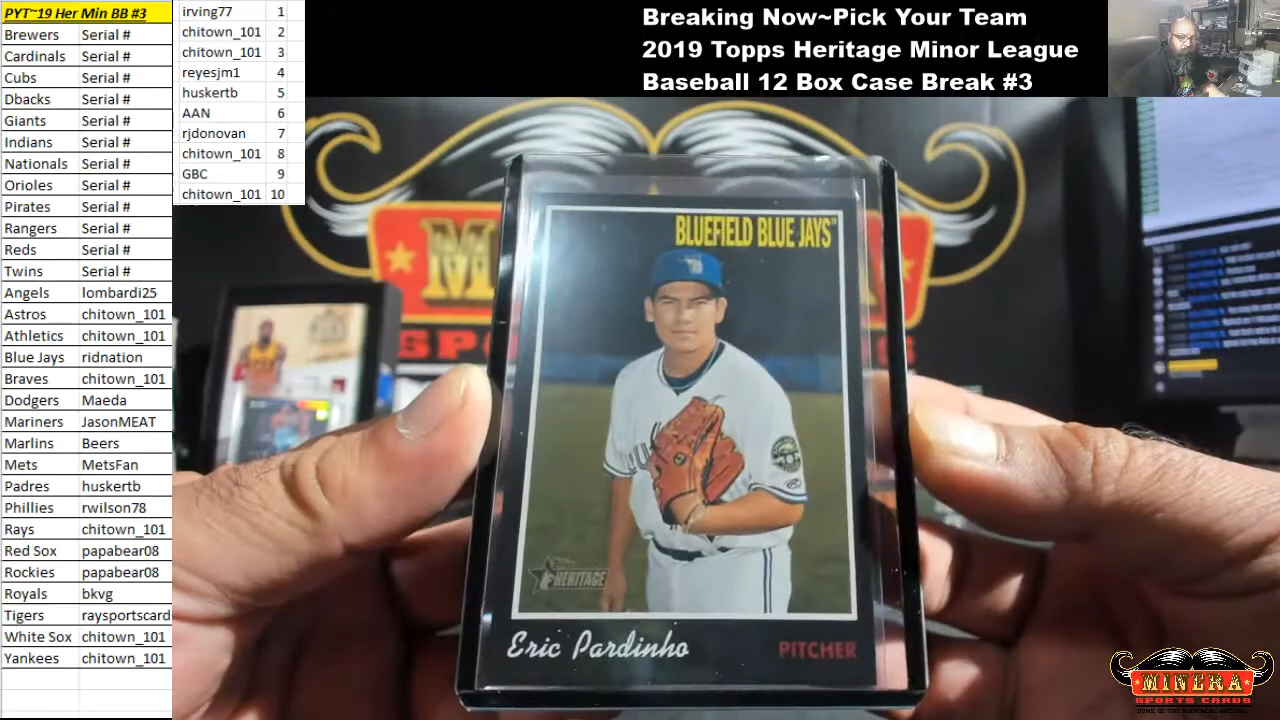 PYT~19 Her Min BB #3
Brewers Serial #
Cardinals Serial #
Cubs Serial #
Dbacks Serial #
Giants Serial #
Indians Serial #
Nationals Serial #
Orioles Serial #
Pirates Serial #
Rangers Serial #
Reds Serial #
Twins Serial #
Angels lombardi25
Astros chitown_101
Athletics chitown_101
Blue Jays ridnation
Braves chitown_101
Dodgers Maeda
Mariners JasonMEAT
Marlins Beers
Mets MetsFan
Padres huskertb
Phillies rwilson78
Rays chitown_101
Red Sox papabear08
Rockies papabear08
Royals bkvg
Tigers raysportscard
White Sox chitown_101
Yankees chitown_101
irving77 1
chitown_101 2
chitown_101 3
reyesjm1 4
huskertb 5
AAN 6
rjdonovan 7
chitown_101 8
GBC 9
chitown_101 10
Breaking Now~Pick Your Team
2019 Topps Heritage Minor League
Baseball 12 Box Case Break #3
BLUEFIELD BLUE JAYS™
HERITAGE
Eric Pardinho PITCHER
MINERA
SPORTS CARDS